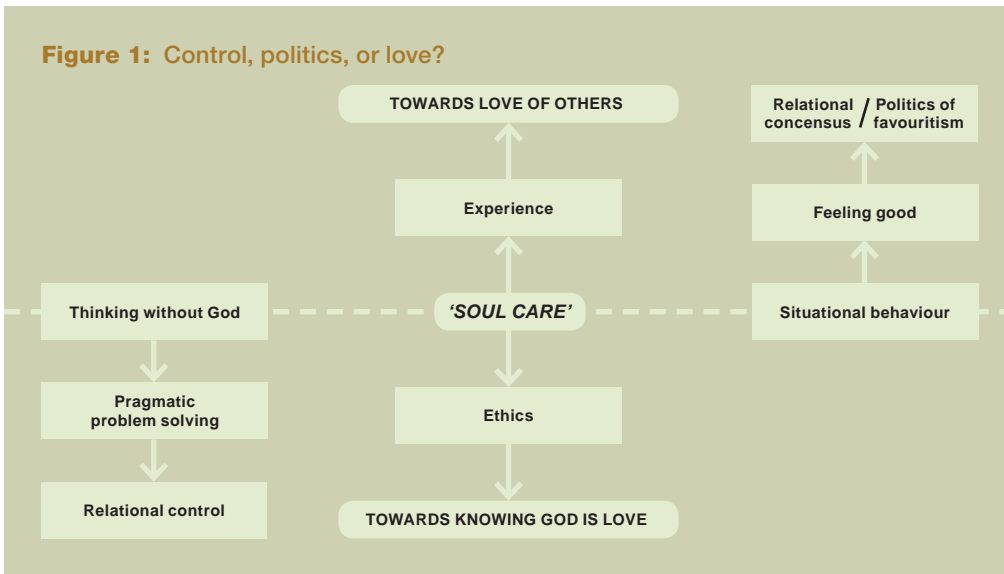 Figure 1: Control, politics, or love?
TOWARDS LOVE OF OTHERS
Relational / Politics of
concensus / favouritism
Experience
Feeling good
Thinking without God
‘SOUL CARE’
Situational behaviour
Pragmatic
problem solving
Ethics
Relational control
TOWARDS KNOWING GOD IS LOVE